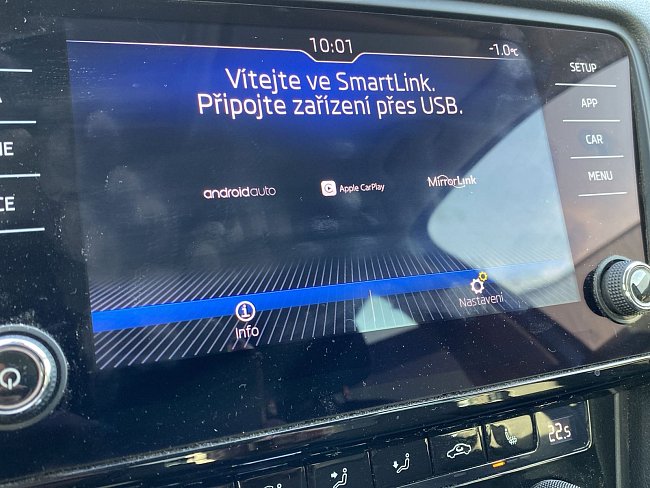 10:01
-1.0°C
Vítejte ve SmartLink.
Připojte zařízení přes USB.
androidauto
Apple CarPlay
MirrorLink
Info
Nastavení
SETUP
APP
CAR
MENU
22.5